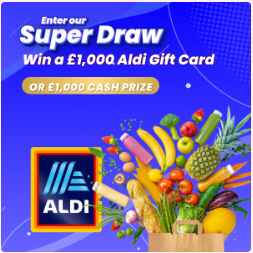 Enter our
Super Draw
Win a £1,000 Aldi Gift Card
OR £1,000 CASH PRIZE
ALDI